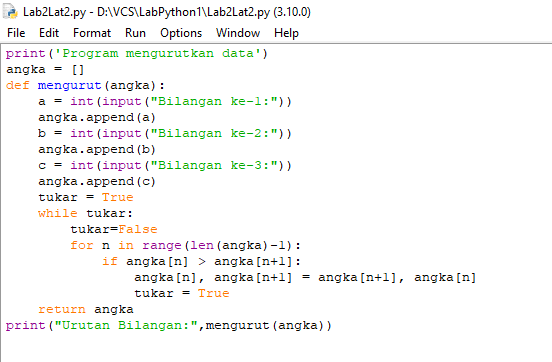 Lab2Lat2.py - D:\VCS\LabPython1\Lab2Lat2.py (3.10.0)
File Edit Format Run Options Window Help
print('Program mengurutkan data')
angka = []
def mengurut(angka):
    a = int(input("Bilangan ke-1:"))
    angka.append(a)
    b = int(input("Bilangan ke-2:"))
    angka.append(b)
    c = int(input("Bilangan ke-3:"))
    angka.append(c)
    tukar = True
    while tukar:
        tukar=False
        for n in range(len(angka)-1):
            if angka[n] > angka[n+1]:
                angka[n], angka[n+1] = angka[n+1], angka[n]
                tukar = True
    return angka
print("Urutan Bilangan:",mengurut(angka))